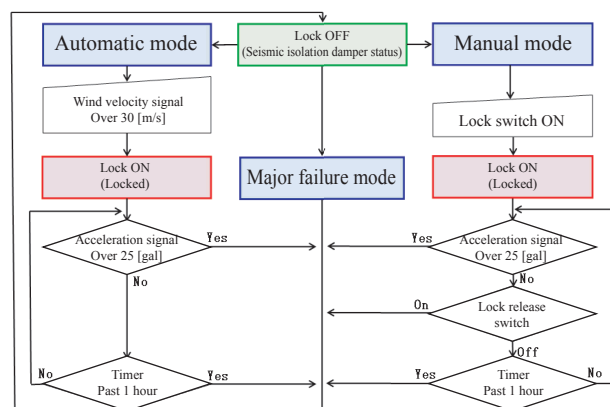 Lock OFF
(Seismic isolation damper status)
Automatic mode
Manual mode
Wind velocity signal
Over 30 [m/s]
Lock switch ON
Lock ON
(Locked)
Major failure mode
Lock ON
(Locked)
Acceleration signal
Over 25 [gal]
Yes
No
Yes
Acceleration signal
Over 25 [gal]
No
On
Lock release
switch
Off
No
Timer
Past 1 hour
Yes
Yes
Timer
Past 1 hour
No